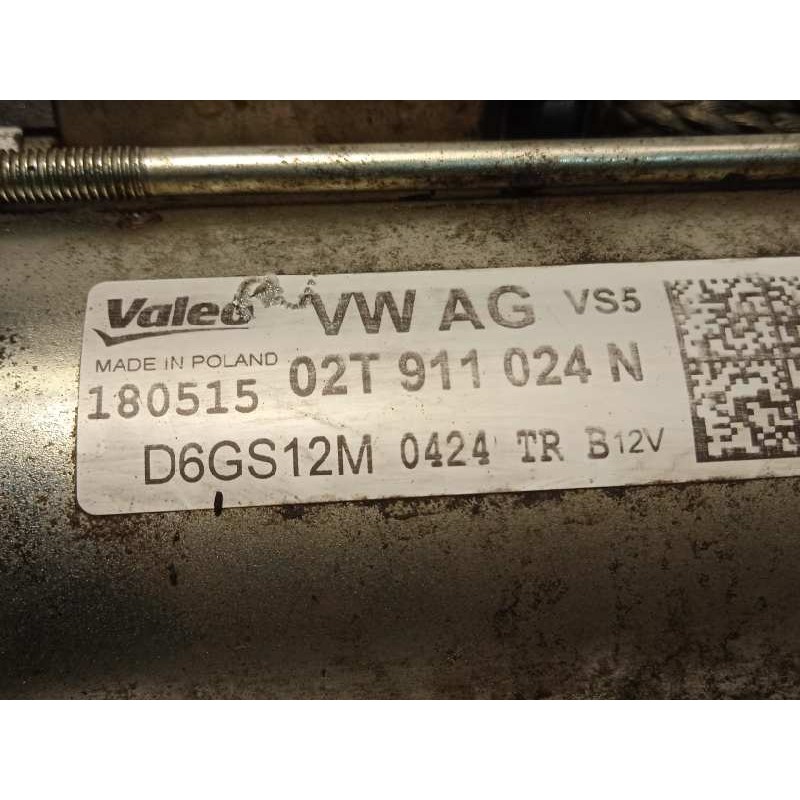 Valeo VW AG VS5
MADE IN POLAND 02T 911 024 N
180515
D6GS12M 0424 TR B12V